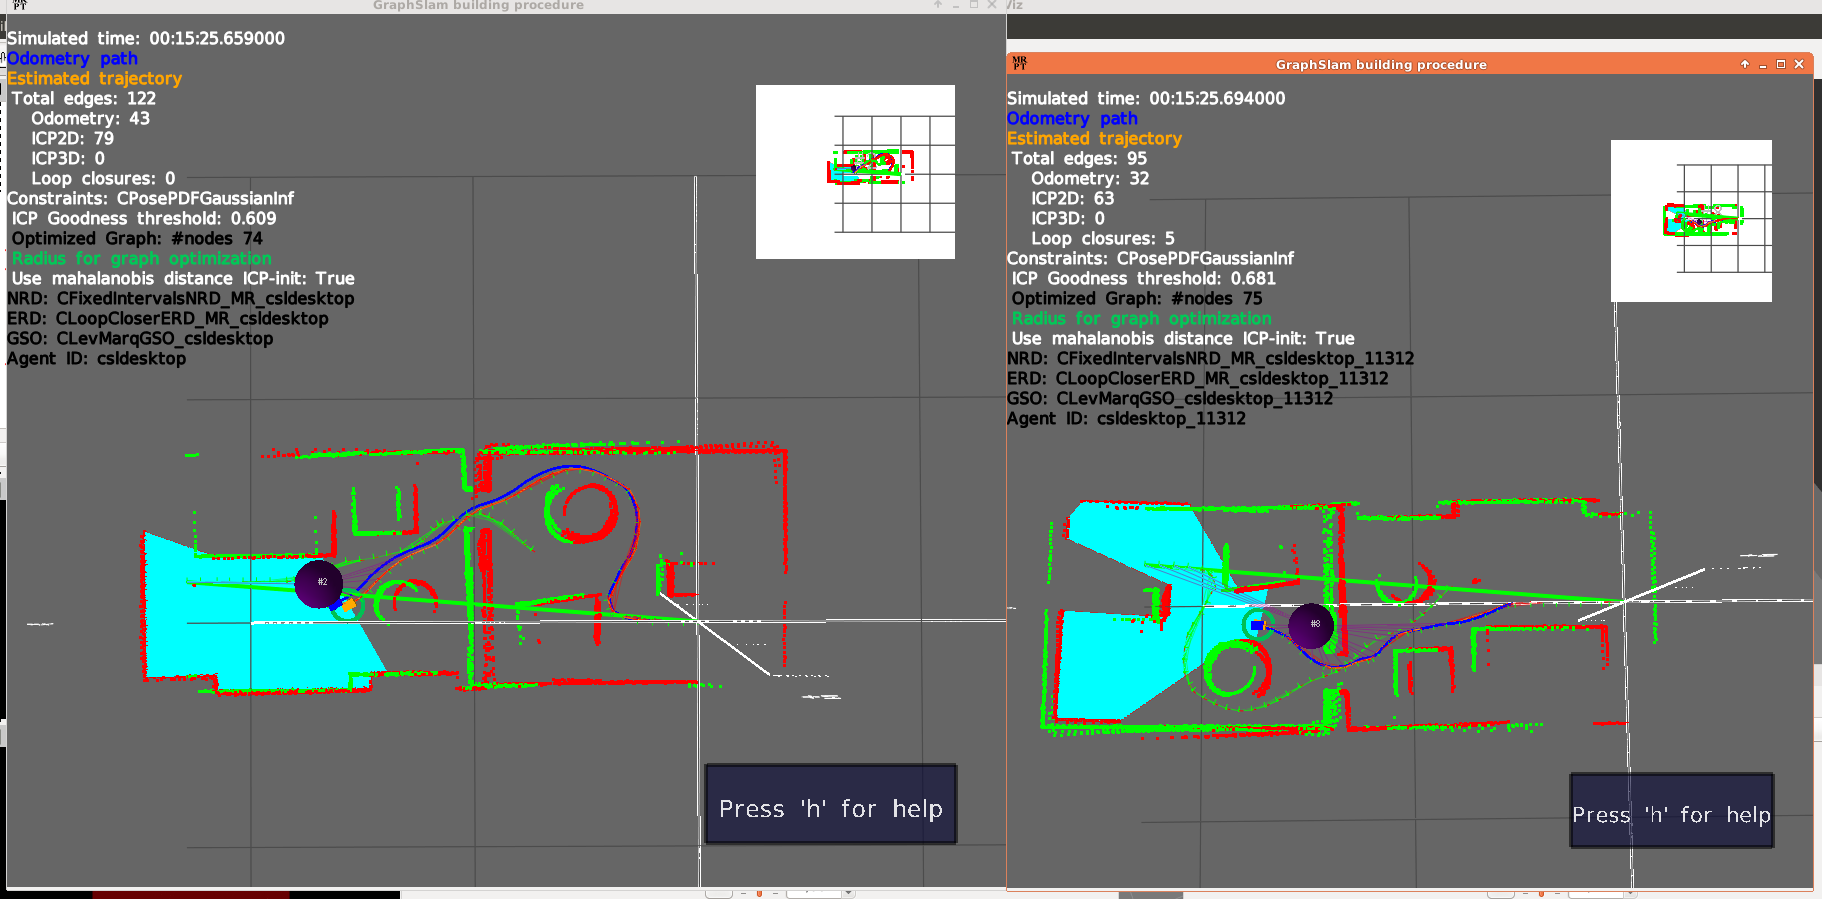 MR
PT
GraphSlam building procedure
Simulated time: 00:15:25.659000
Odometry path
Estimated trajectory
Total edges: 122
Odometry: 43
ICP2D: 79
ICP3D: 0
Loop closures: 0
Constraints: CPosePDFGaussianInf
ICP Goodness threshold: 0.609
Optimized Graph: #nodes 74
Radius for graph optimization
Use mahalanobis distance ICP-init: True
NRD: CFixedIntervalsNRD_MR_csldesktop
ERD: CLoopCloserERD_MR_csldesktop
GSO: CLevMarqGSO_csldesktop
Agent ID: csldesktop
#2
Press 'h' for help
Viz
MR
PT
GraphSlam building procedure
Simulated time: 00:15:25.694000
Odometry path
Estimated trajectory
Total edges: 95
Odometry: 32
ICP2D: 63
ICP3D: 0
Loop closures: 5
Constraints: CPosePDFGaussianInf
ICP Goodness threshold: 0.681
Optimized Graph: #nodes 75
Radius for graph optimization
Use mahalanobis distance ICP-init: True
NRD: CFixedIntervalsNRD_MR_csldesktop_11312
ERD: CLoopCloserERD_MR_csldesktop_11312
GSO: CLevMarqGSO_csldesktop_11312
Agent ID: csldesktop_11312
#8
Press 'h' for help